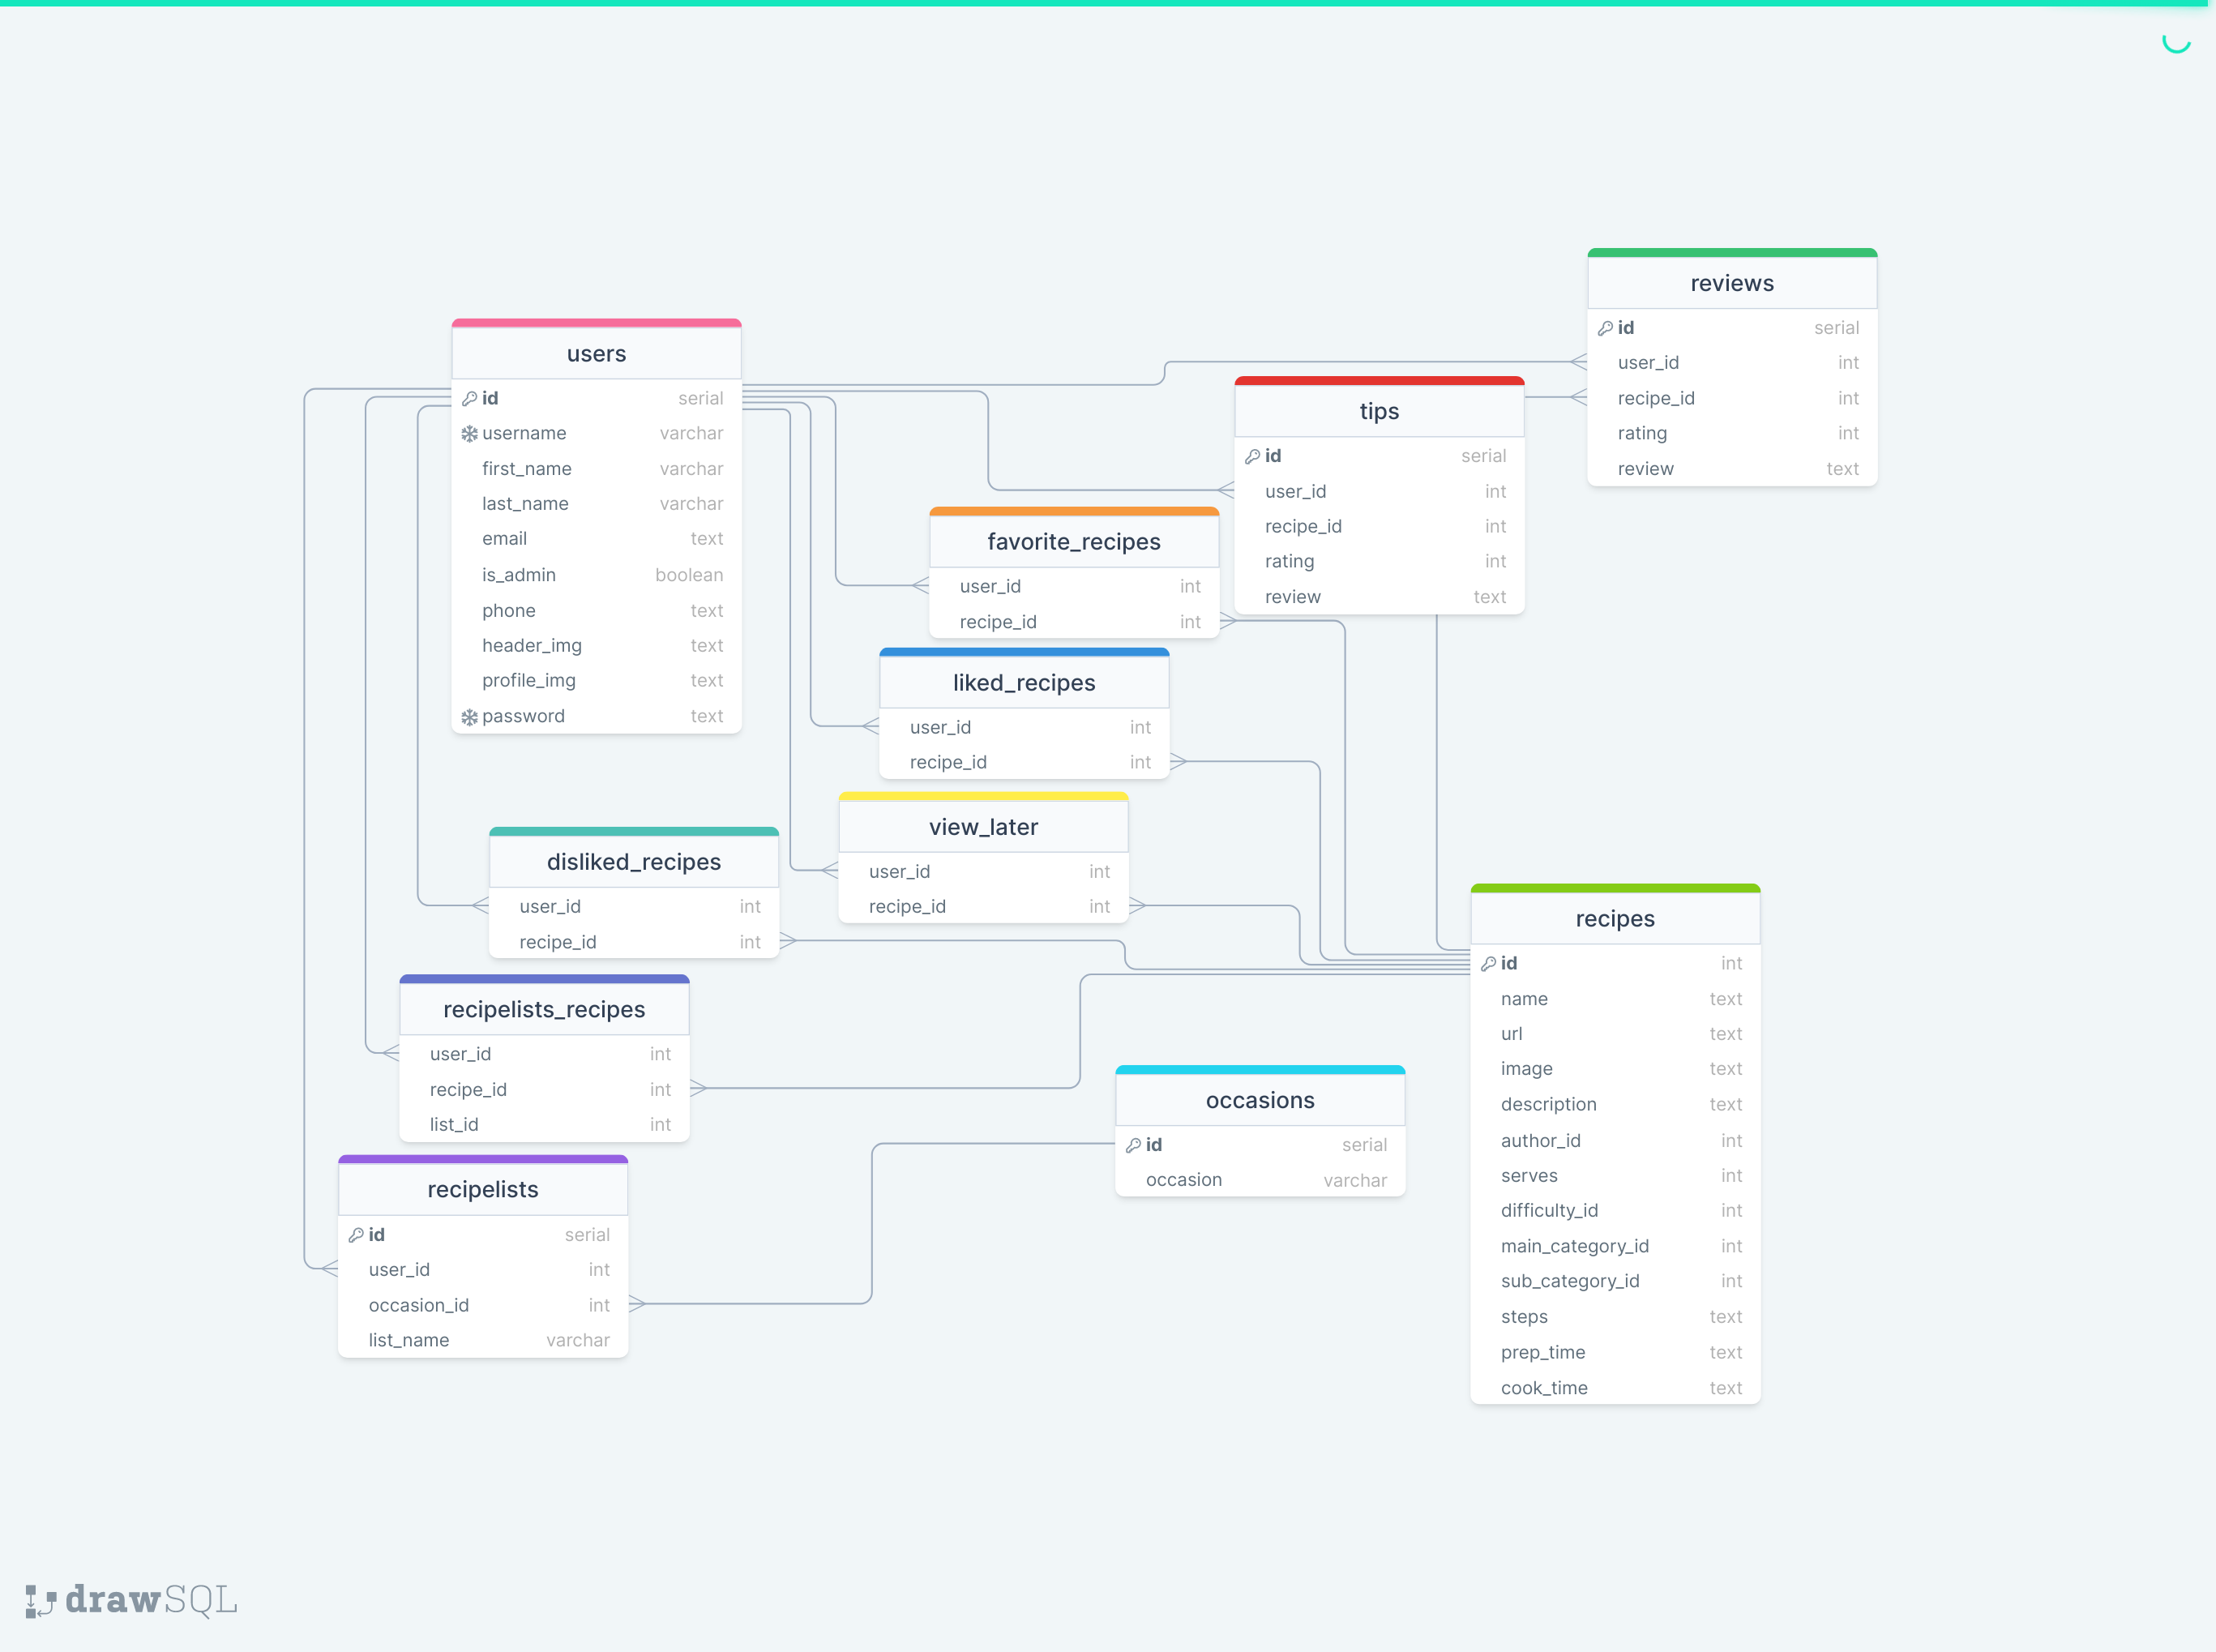 reviews
id serial
user_id int
recipe_id int
rating int
review text
users
id serial
username varchar
first_name varchar
last_name varchar
email text
is_admin boolean
phone text
header_img text
profile_img text
password text
tips
id serial
user_id int
recipe_id int
rating int
review text
favorite_recipes
user_id int
recipe_id int
liked_recipes
user_id int
recipe_id int
view_later
user_id int
recipe_id int
disliked_recipes
user_id int
recipe_id int
recipes
id int
name text
url text
image text
description text
author_id int
serves int
difficulty_id int
main_category_id int
sub_category_id int
steps text
prep_time text
cook_time text
recipelists_recipes
user_id int
recipe_id int
list_id int
occasions
id serial
occasion varchar
recipelists
id serial
user_id int
occasion_id int
list_name varchar
drawSQL